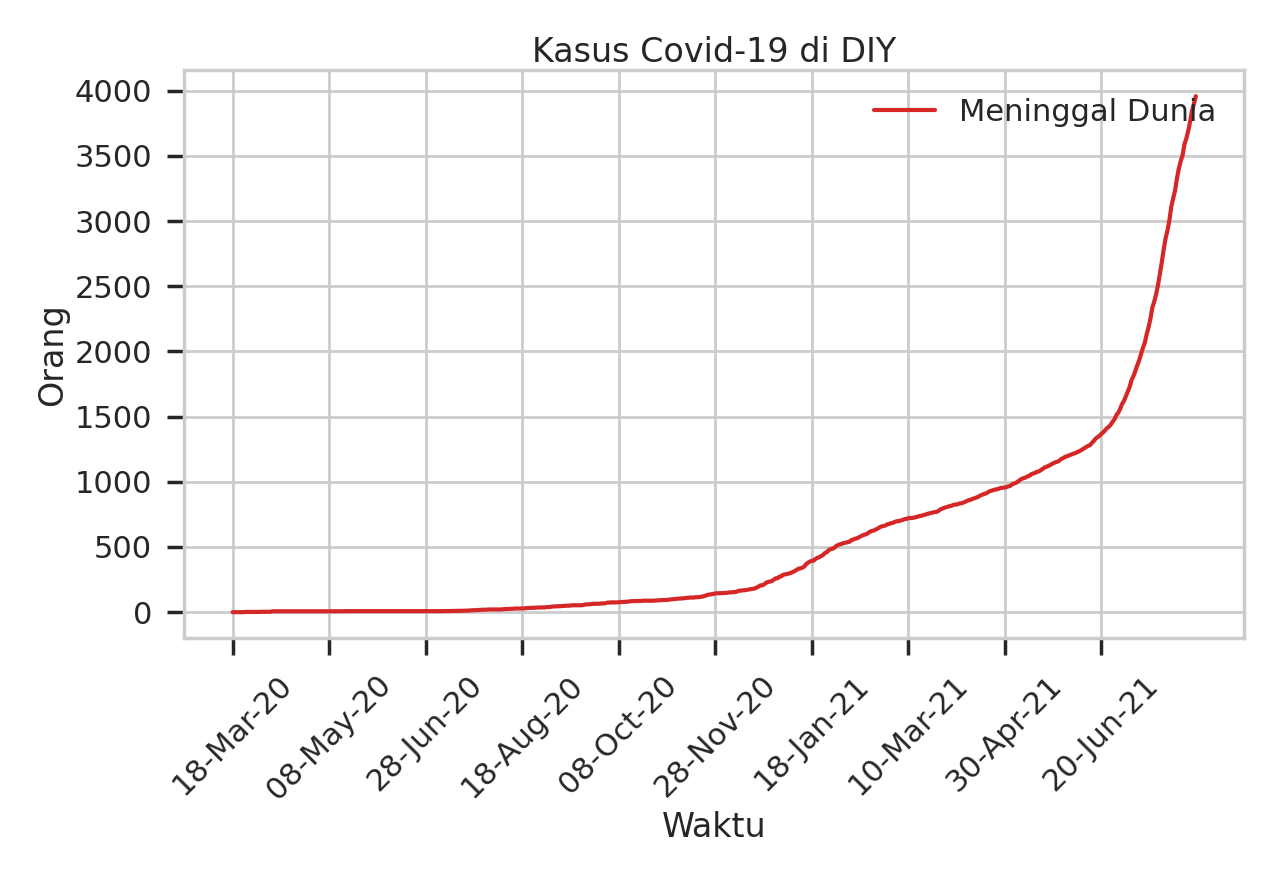 Kasus Covid-19 di DIY
Meninggal Dunia
Orang
4000
3500
3000
2500
2000
1500
1000
500
0
18-Mar-20
08-May-20
28-Jun-20
18-Aug-20
08-Oct-20
28-Nov-20
18-Jan-21
10-Mar-21
30-Apr-21
20-Jun-21
Waktu